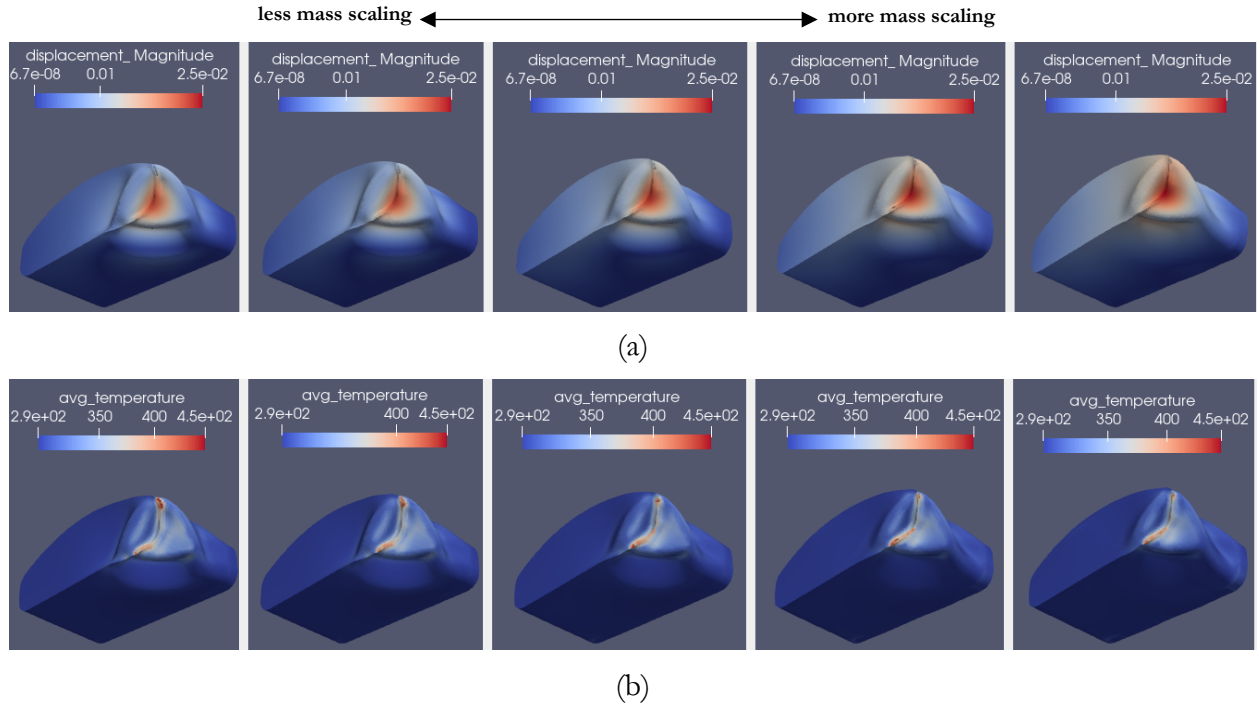 less mass scaling more mass scaling
displacement_ Magnitude displacement_ Magnitude displacement_ Magnitude displacement_ Magnitude displacement_ Magnitude
6.7e-08 0.01 2.5e-02 6.7e-08 0.01 2.5e-02 6.7e-08 0.01 2.5e-02 6.7e-08 0.01 2.5e-02 6.7e-08 0.01 2.5e-02
(a)
avg_temperature avg_temperature avg_temperature avg_temperature avg_temperature
2.9e+02 350 400 4.5e+02 2.9e+02 400 4.5e+02 2.9e+02 350 400 4.5e+02 2.9e+02 350 400 4.5e+02 2.9e+02 350 400 4.5e+02
(b)